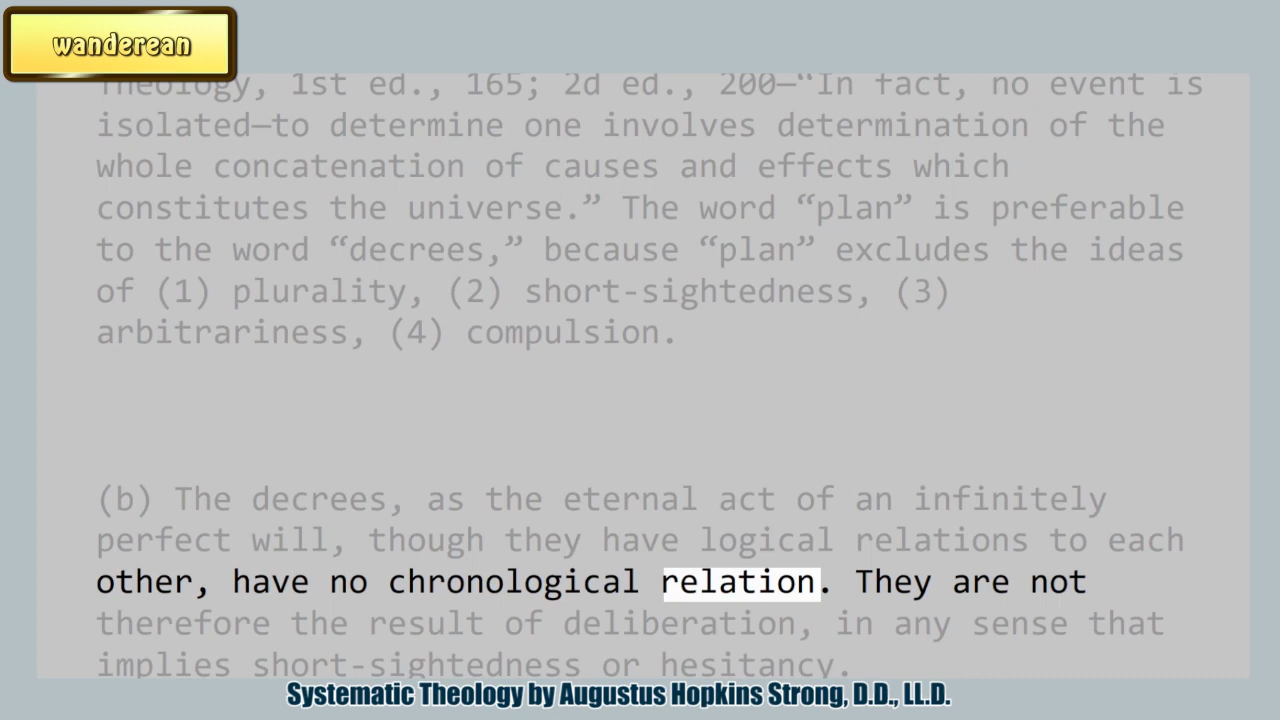 wanderean
Theology, 1st ed., 165; 2d ed., 200—“In fact, no event is
isolated—to determine one involves determination of the
whole concatenation of causes and effects which
constitutes the universe.” The word “plan” is preferable
to the word “decrees,” because “plan” excludes the ideas
of (1) plurality, (2) short-sightedness, (3)
arbitrariness, (4) compulsion.
(b) The decrees, as the eternal act of an infinitely
perfect will, though they have logical relations to each
other, have no chronological relation. They are not
therefore the result of deliberation, in any sense that
implies short-sightedness or hesitancy.
Systematic Theology by Augustus Hopkins Strong, D.D., LL.D.